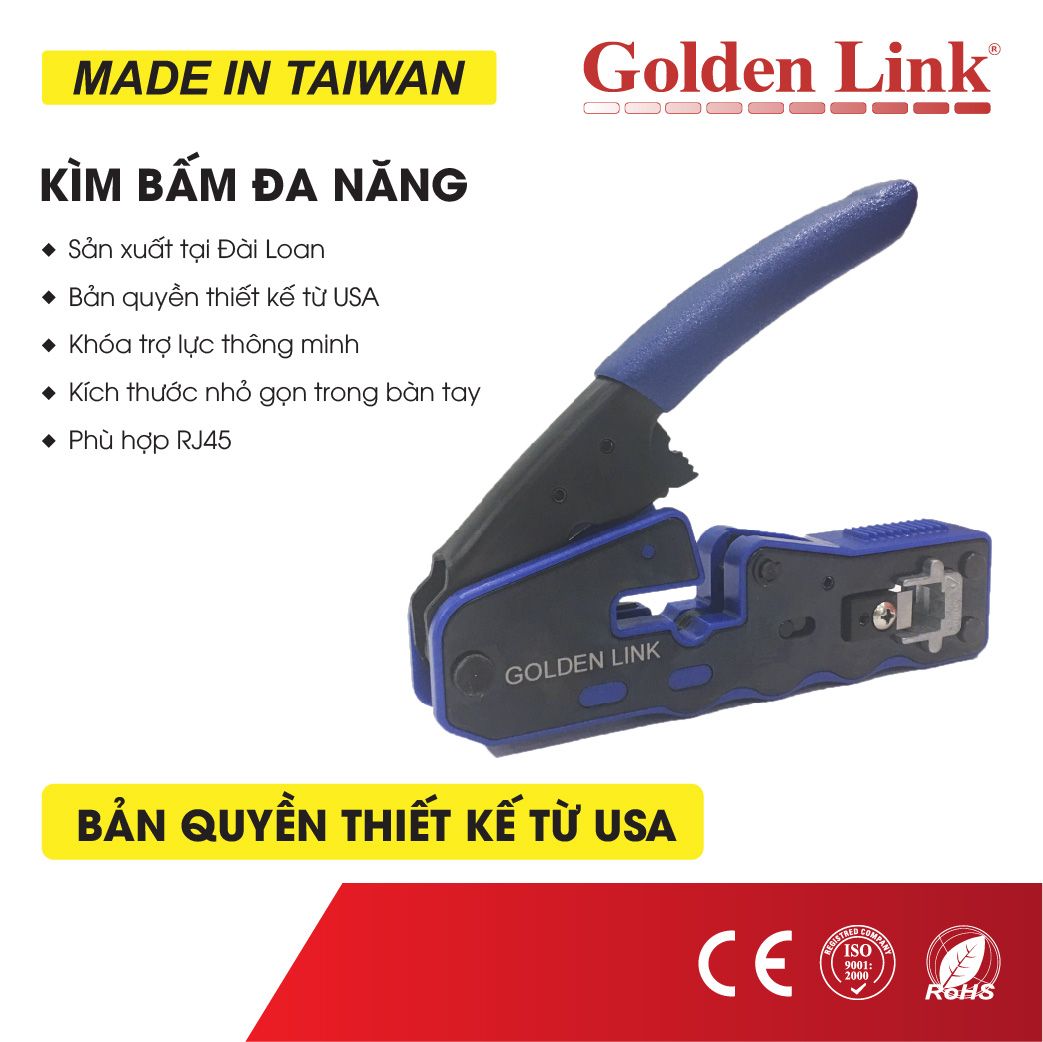 MADE IN TAIWAN
Golden Link®
KÌM BẤM ĐA NĂNG
Sản xuất tại Đài Loan
Bản quyền thiết kế từ USA
Khóa trợ lực thông minh
Kích thước nhỏ gọn trong bàn tay
Phù hợp RJ45
GOLDEN LINK
BẢN QUYỀN THIẾT KẾ TỪ USA
CE
REGISTRED COMPANY
ISO
9001:
2000
RoHS